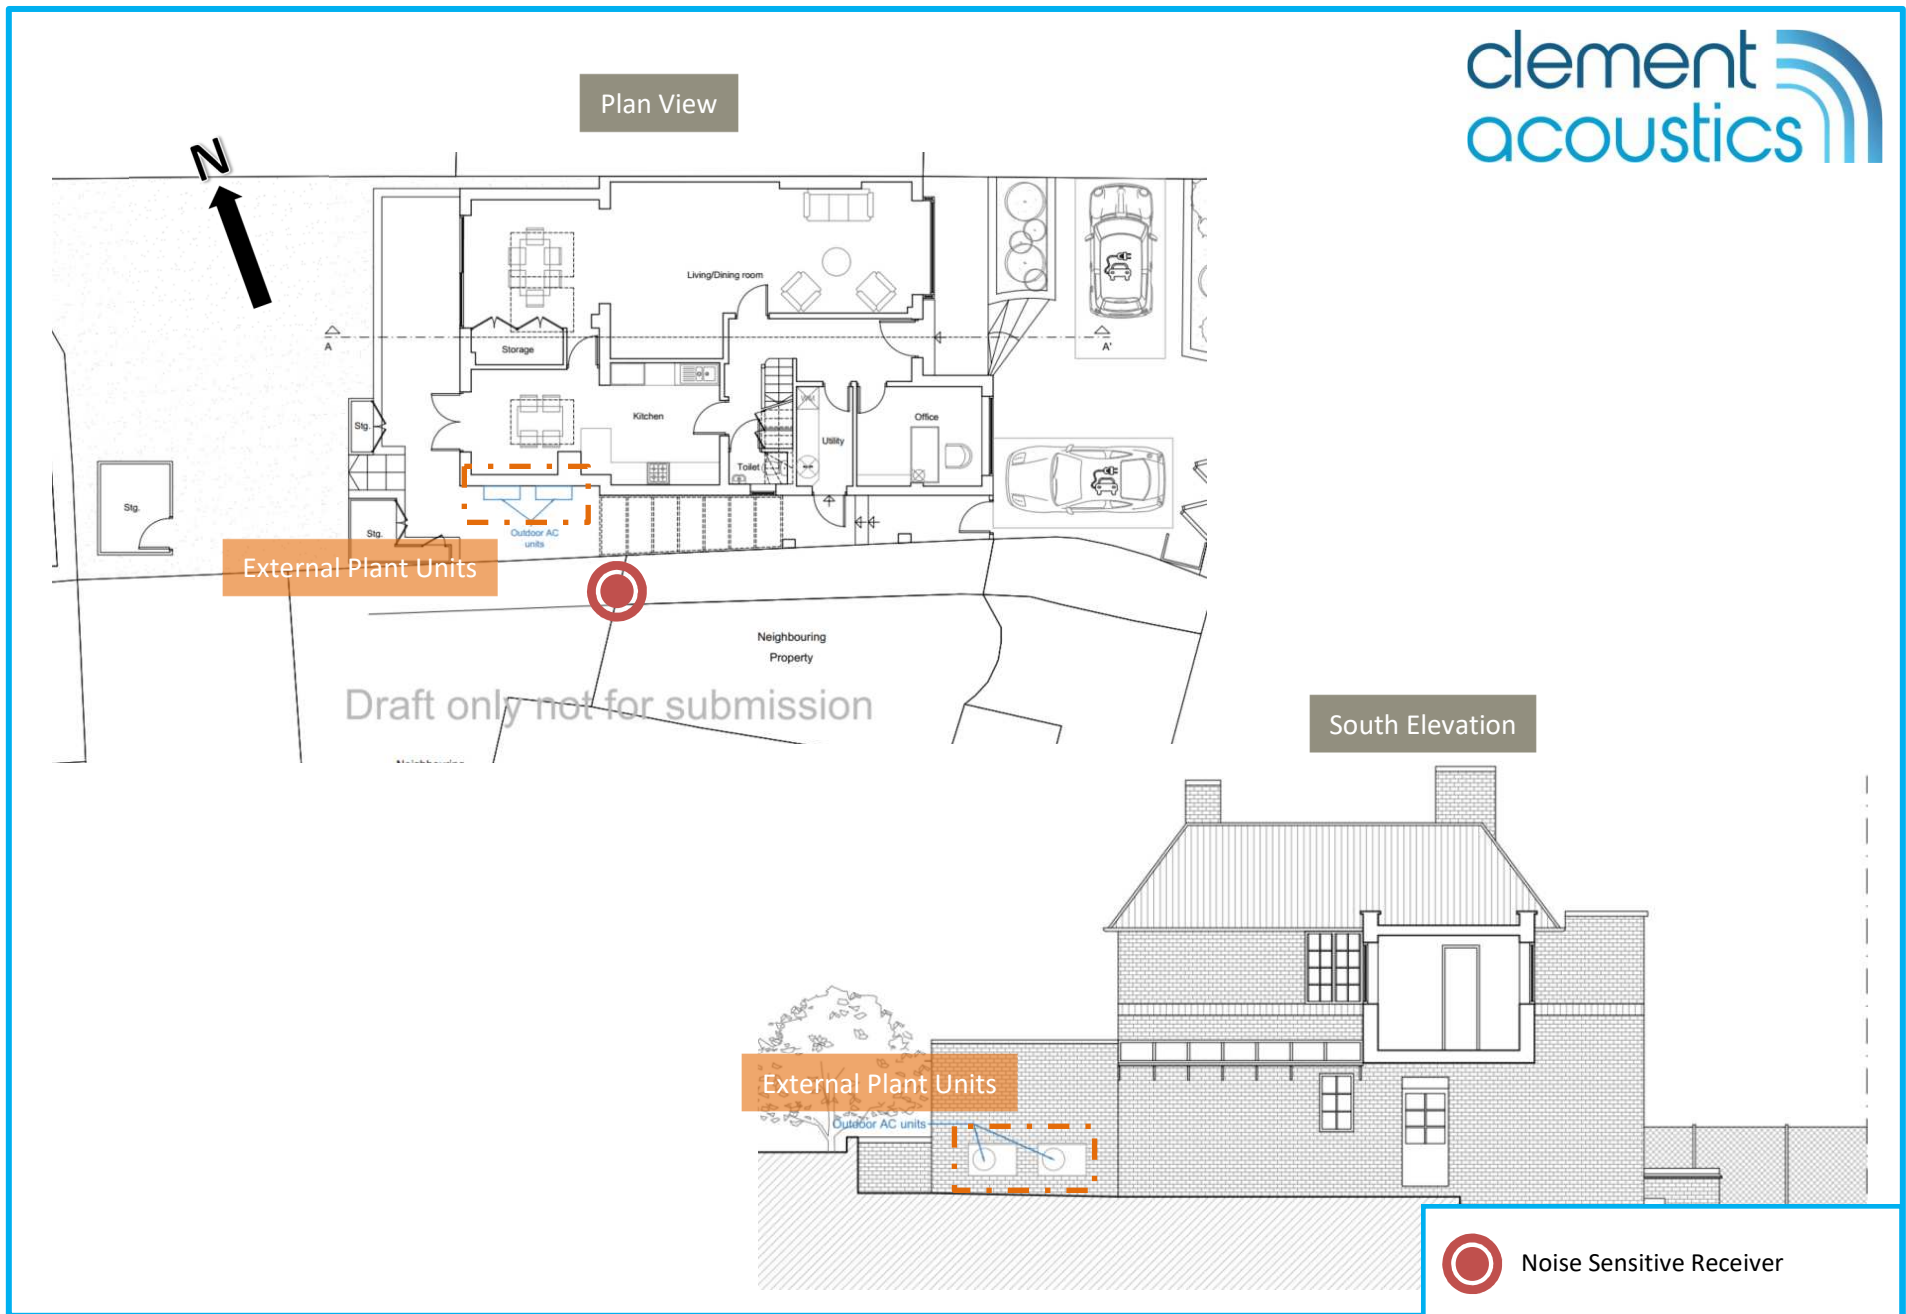 clement
acoustics
Plan View
N
Living/Dining room
A
A'
Storage
Kitchen
WM
Office
Stg.
Utility
Toilet
Stg.
Stg.
Outdoor AC
units
External Plant Units
Neighbouring
Property
Draft only not for submission
South Elevation
External Plant Units
Outdoor AC units
Noise Sensitive Receiver